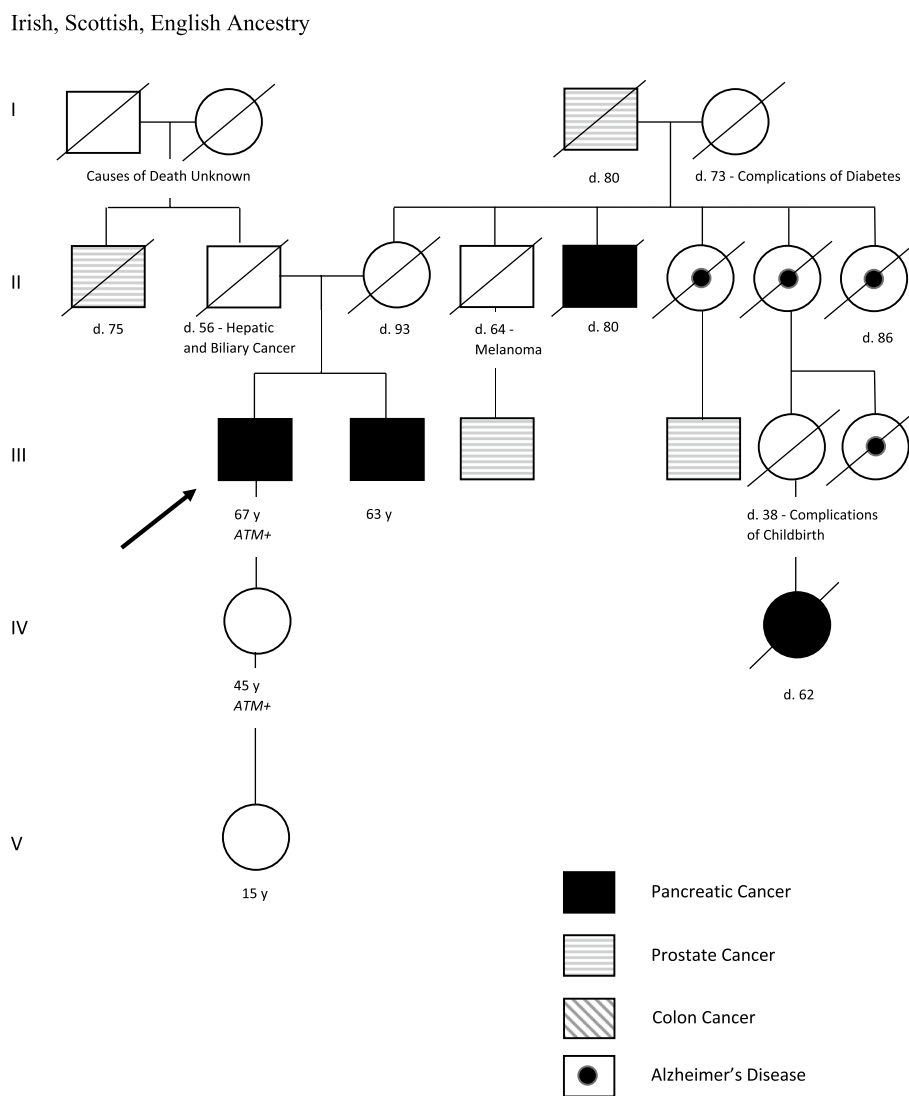 Irish, Scottish, English Ancestry
I
Causes of Death Unknown
d. 80
d. 73 - Complications of Diabetes
II
d. 75
d. 56 - Hepatic
and Biliary Cancer
d. 93
d. 64 -
Melanoma
d. 80
d. 86
III
67 y
ATM+
63 y
d. 38 - Complications
of Childbirth
IV
45 y
ATM+
d. 62
V
15 y
Pancreatic Cancer
Prostate Cancer
Colon Cancer
Alzheimer's Disease